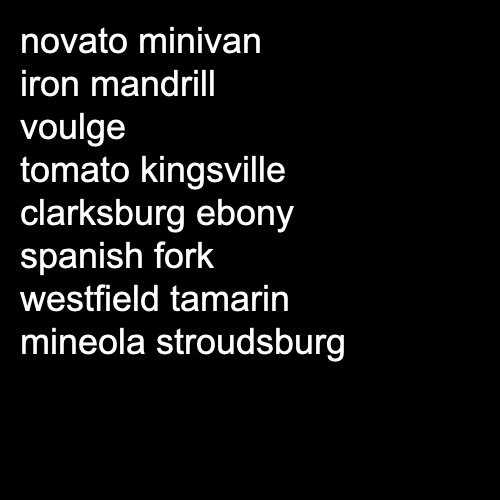 novato minivan
iron mandrill
voulge
tomato kingsville
clarksburg ebony
spanish fork
westfield tamarin
mineola stroudsburg